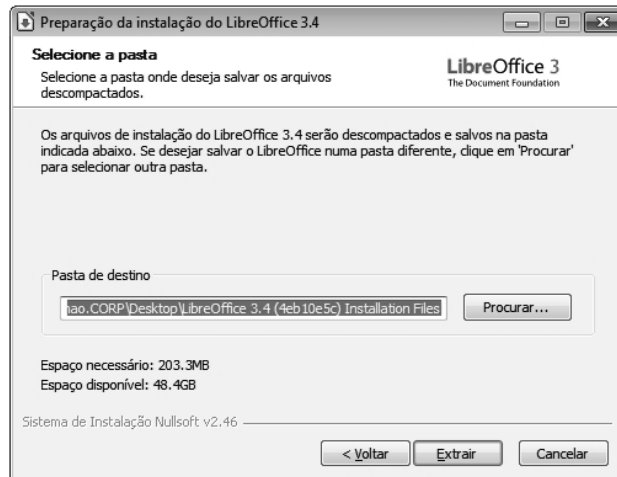 Preparação da instalação do LibreOffice 3.4
Selecione a pasta
Selecione a pasta onde deseja salvar os arquivos
descompactados.
LibreOffice 3
The Document Foundation
Os arquivos de instalação do LibreOffice 3.4 serão descompactados e salvos na pasta
indicada abaixo. Se desejar salvar o LibreOffice numa pasta diferente, clique em 'Procurar'
para selecionar outra pasta.
Pasta de destino
nao.CORP\Desktop\LibreOffice 3.4 (4eb10e5c) Installation Files
Procurar...
Espaço necessário: 203.3MB
Espaço disponível: 48.4GB
Sistema de Instalação Nullsoft v2.46
< Voltar
Extrair
Cancelar